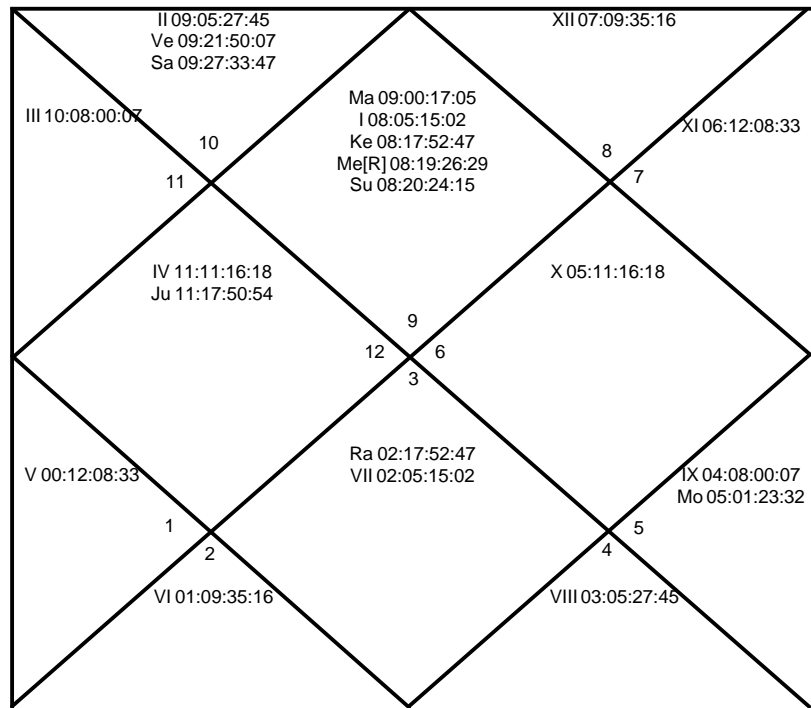 II 09:05:27:45
Ve 09:21:50:07
Sa 09:27:33:47
XII 07:09:35:16
III 10:08:00:07
Ma 09:00:17:05
I 08:05:15:02
Ke 08:17:52:47
Me[R] 08:19:26:29
Su 08:20:24:15
XI 06:12:08:33
10
8
11
7
IV 11:11:16:18
Ju 11:17:50:54
X 05:11:16:18
9
12
6
3
Ra 02:17:52:47
VII 02:05:15:02
V 00:12:08:33
IX 04:08:00:07
Mo 05:01:23:32
1
5
2
4
VI 01:09:35:16
VIII 03:05:27:45